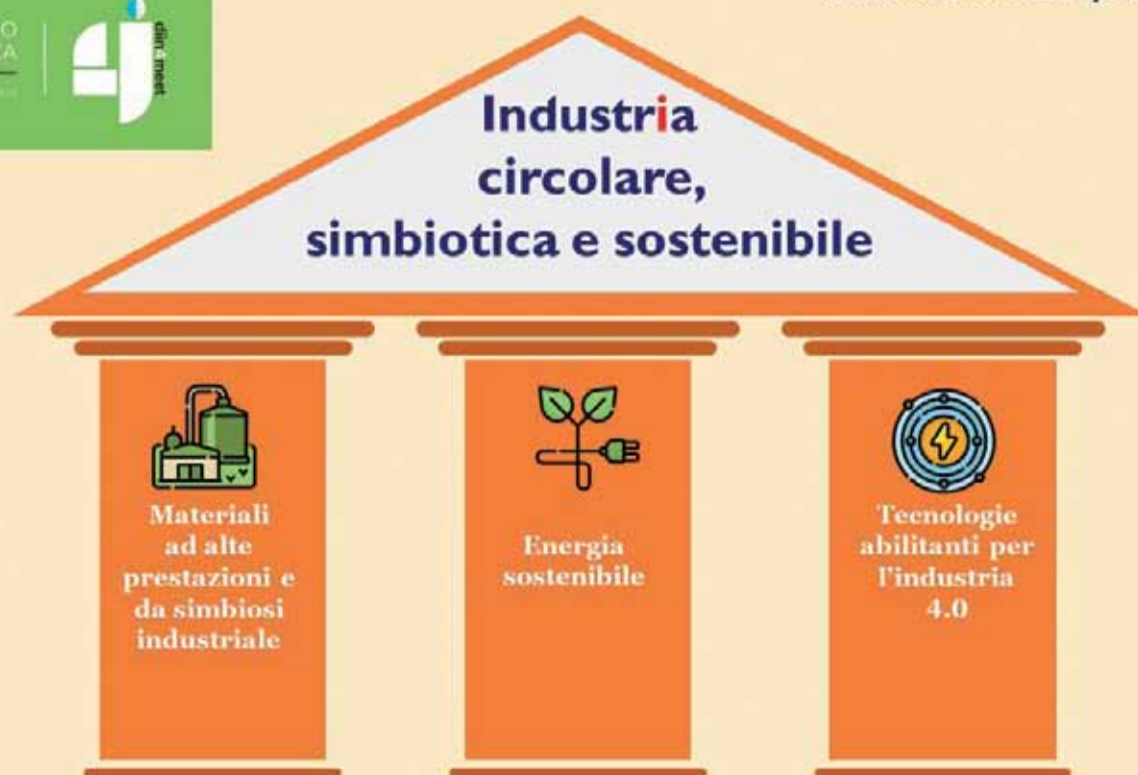 diin4meet
Industria
circolare,
simbiotica e sostenibile
Materiali
ad alte
prestazioni e
da simbiosi
industriale
Energia
sostenibile
Tecnologie
abilitanti per
l'industria
4.0